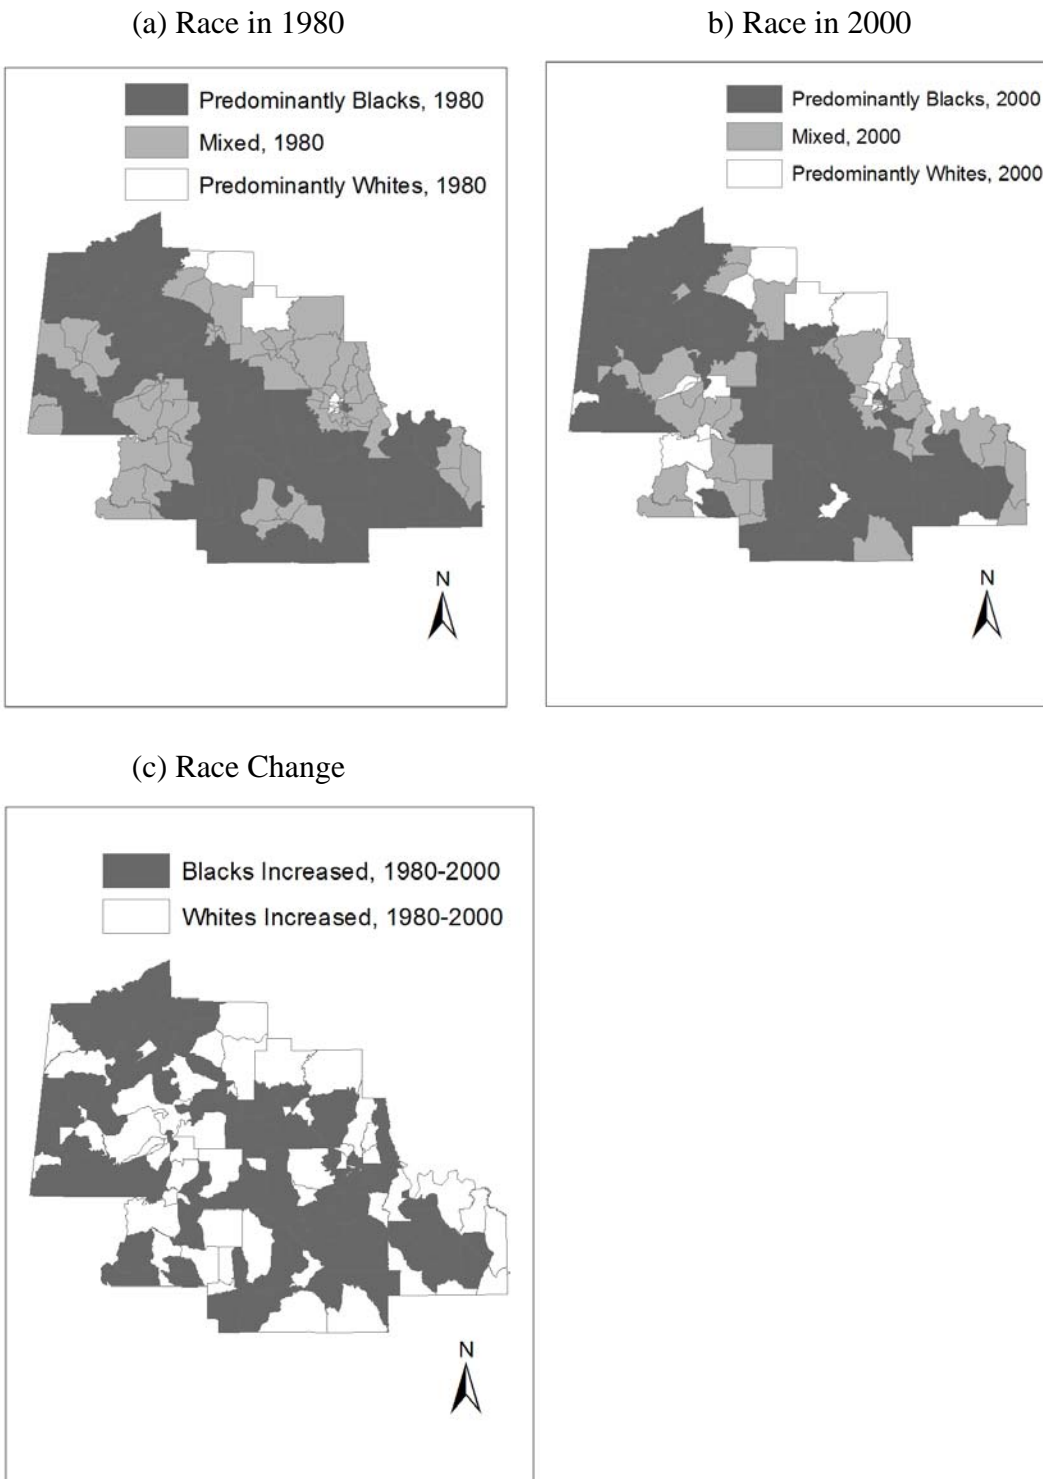 (a) Race in 1980
b) Race in 2000
Predominantly Blacks, 1980
Mixed, 1980
Predominantly Whites, 1980
N
Predominantly Blacks, 2000
Mixed, 2000
Predominantly Whites, 2000
N
(c) Race Change
Blacks Increased, 1980-2000
Whites Increased, 1980-2000
N